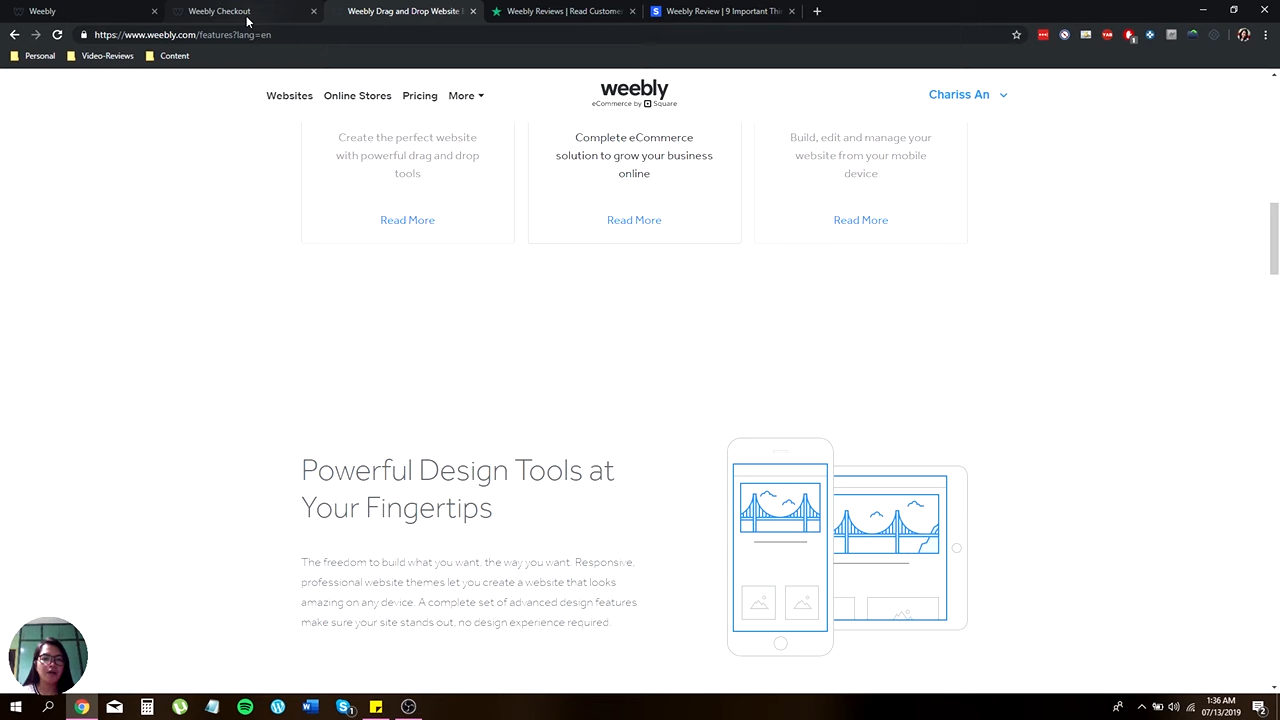 Weebly
Weebly Checkout
Weebly Drag and Drop Website
Weebly Reviews | Read Customer
Weebly Review | 9 Important Thi
https://www.weebly.com/features?lang=en
Personal
Video-Reviews
Content
Websites
Online Stores
Pricing
More
weebly
eCommerce by Square
Chariss An
Create the perfect website
with powerful drag and drop
tools
Read More
Complete eCommerce
solution to grow your business
online
Read More
Build, edit and manage your
website from your mobile
device
Read More
Powerful Design Tools at
Your Fingertips
The freedom to build what you want, the way you want. Responsive,
professional website themes let you create a website that looks
amazing on any device. A complete set of advanced design features
make sure your site stands out, no design experience required.
1:36 AM
07/13/2019